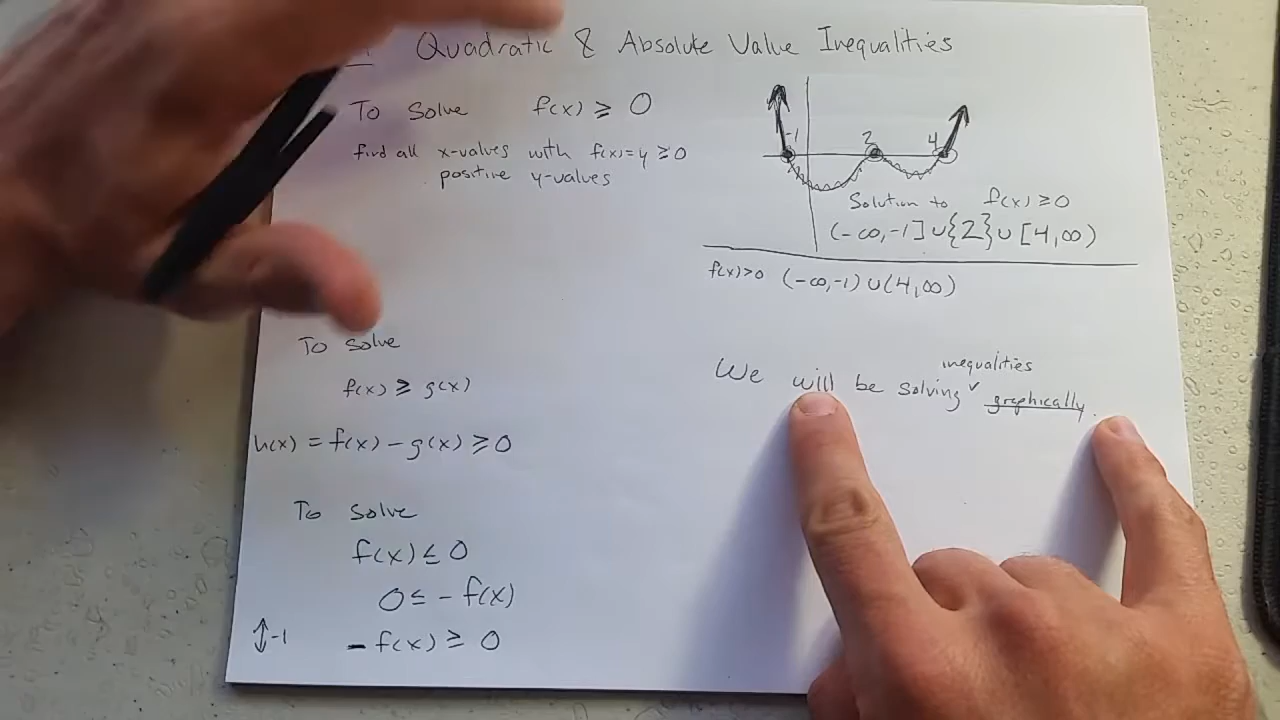 Quadratic & Absolute Value Inequalities
To Solve f(x) ≥ 0
find all x-values with f(x)=y ≥0
positive y-values
-1 2 4
Solution to f(x) ≥0
(-∞,-1]∪{2}∪[4,∞)
f(x)>0 (-∞,-1)∪(4,∞)
To solve
f(x) ≥ g(x)
h(x) = f(x) - g(x) ≥0
We will be solving ˅ graphically.
inequalities
To solve
f(x) ≤ 0
0 ≤ - f(x)
↕-1 - f(x) ≥ 0